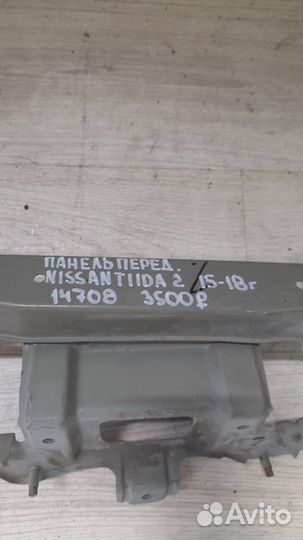 ПАНЕЛЬ ПЕРЕД.
NISSAN TIIDA 2 / 15-18г
14708 3500₽
Avito